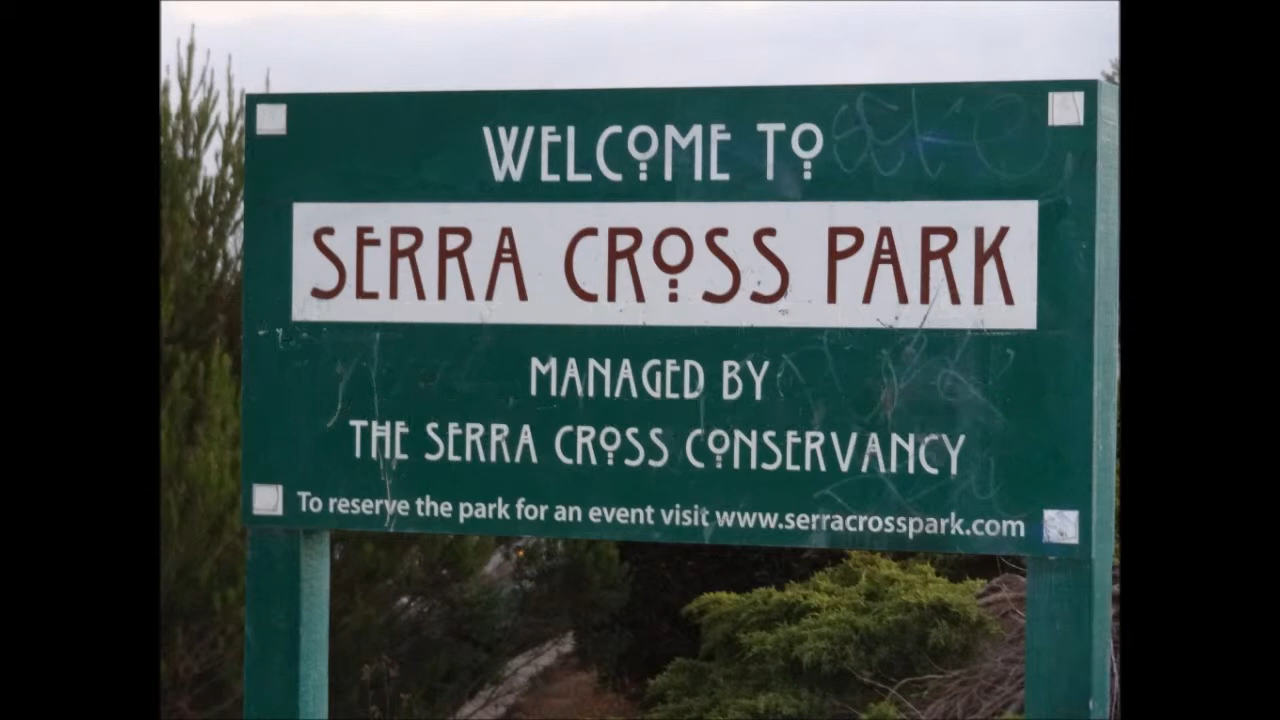 WELCOME TO
SERRA CROSS PARK
MANAGED BY
THE SERRA CROSS CONSERVANCY
To reserve the park for an event visit www.serracrosspark.com